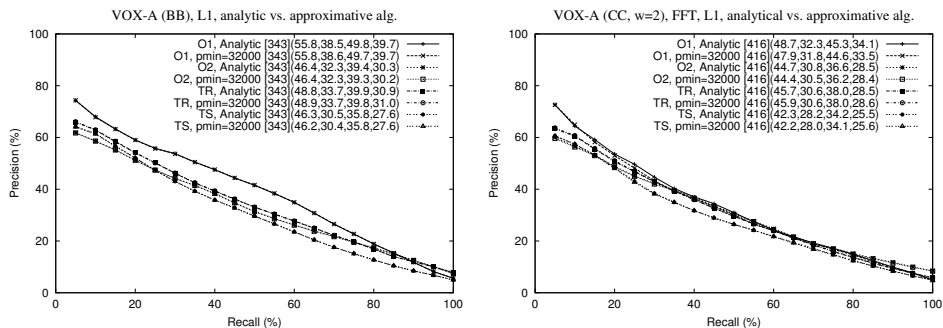 VOX-A (BB), L1, analytic vs. approximative alg.
100
80
60
40
20
0
Precision (%)
O1, Analytic [343](55.8,38.5,49.8,39.7)
O1, pmin=32000 [343](55.8,38.6,49.7,39.7)
O2, Analytic [343](46.4,32.3,39.4,30.3)
O2, pmin=32000 [343](46.4,32.3,39.3,30.2)
TR, Analytic [343](48.8,33.7,39.9,30.9)
TR, pmin=32000 [343](48.9,33.7,39.8,31.0)
TS, Analytic [343](46.3,30.5,35.8,27.6)
TS, pmin=32000 [343](46.2,30.4,35.8,27.6)
0 20 40 60 80 100
Recall (%)
VOX-A (CC, w=2), FFT, L1, analytical vs. approximative alg.
100
80
60
40
20
0
Precision (%)
O1, Analytic [416](48.7,32.3,45.3,34.1)
O1, pmin=32000 [416](47.9,31.8,44.6,33.5)
O2, Analytic [416](44.7,30.8,36.6,28.5)
O2, pmin=32000 [416](44.4,30.5,36.2,28.4)
TR, Analytic [416](45.7,30.6,38.0,28.5)
TR, pmin=32000 [416](45.9,30.6,38.0,28.6)
TS, Analytic [416](42.3,28.2,34.2,25.5)
TS, pmin=32000 [416](42.2,28.0,34.1,25.6)
0 20 40 60 80 100
Recall (%)